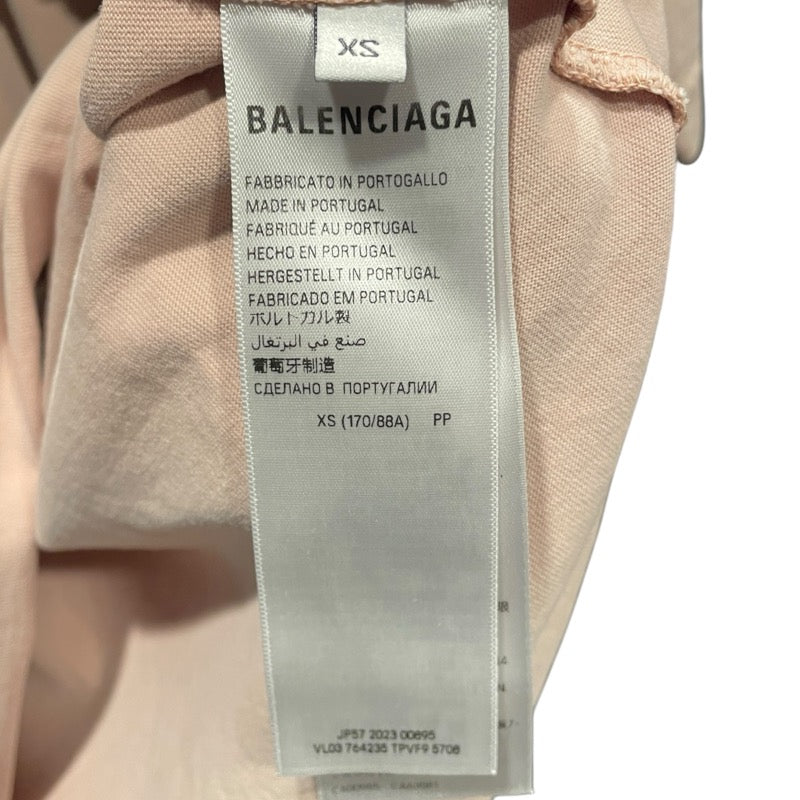 XS
BALENCIAGA
FABBRICATO IN PORTOGALLO
MADE IN PORTUGAL
FABRIQUÉ AU PORTUGAL
HECHO EN PORTUGAL
HERGESTELLT IN PORTUGAL
FABRICADO EM PORTUGAL
ポルトガル製
صنع في البرتغال
葡萄牙制造
СДЕЛАНО В ПОРТУГАЛИИ
XS (170/88A) PP
JP57 2023 00895
VL03 764235 TPVF9 5708